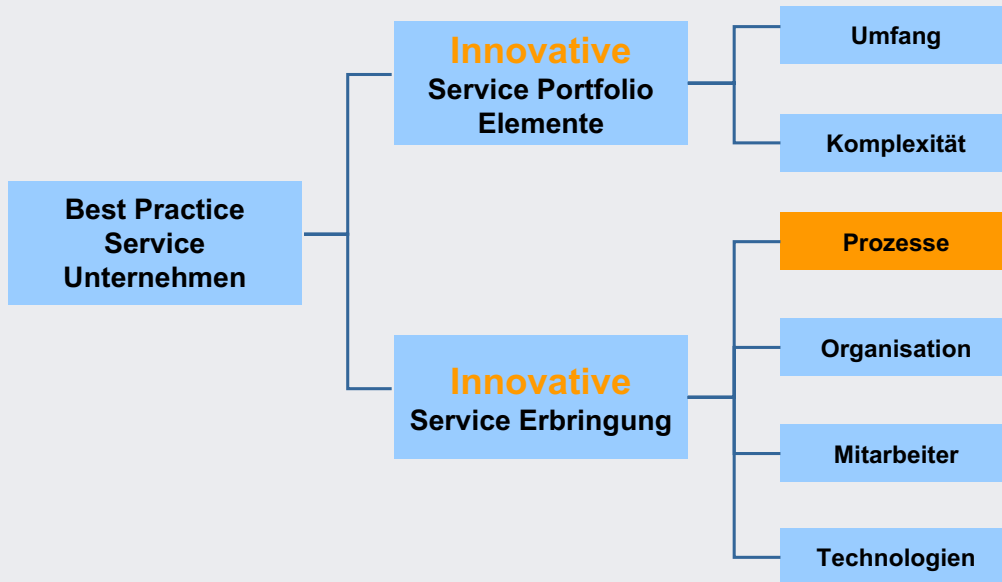 Best Practice
Service
Unternehmen
Innovative
Service Portfolio
Elemente
Umfang
Komplexität
Innovative
Service Erbringung
Prozesse
Organisation
Mitarbeiter
Technologien